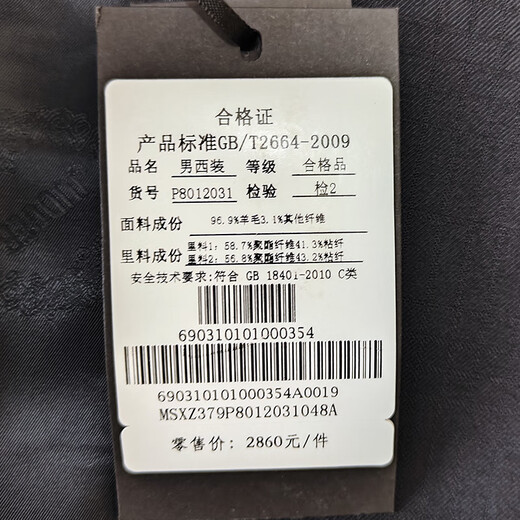 合格证
产品标准GB/T2664-2009
品名 男西装 等级 合格品
货号 P8012031 检验 检2
面料成份 96.9%羊毛3.1%其他纤维
里料成份 里料1: 58.7%聚酯纤维41.3%粘纤
里料2: 56.8%聚酯纤维43.2%粘纤
安全技术要求:符合 GB 18401-2010 C类
690310101000354
690310101000354A0019
MSXZ379P8012031048A
零售价: 2860元/件